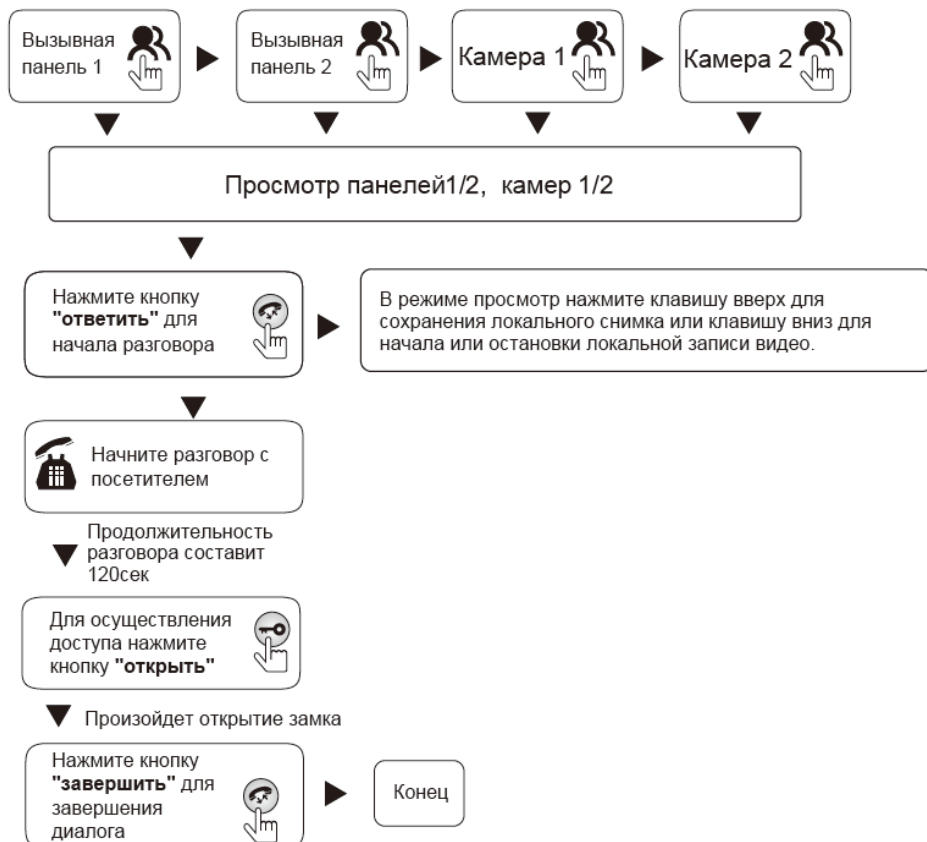 Вызывная
панель 1
Вызывная
панель 2
Камера 1
Камера 2
Просмотр панелей1/2, камер 1/2
Нажмите кнопку
"ответить" для
начала разговора
В режиме просмотр нажмите клавишу вверх для
сохранения локального снимка или клавишу вниз для
начала или остановки локальной записи видео.
Начните разговор с
посетителем
Продолжительность
разговора составит
120сек
Для осуществления
доступа нажмите
кнопку "открыть"
Произойдет открытие замка
Нажмите кнопку
"завершить" для
завершения
диалога
Конец